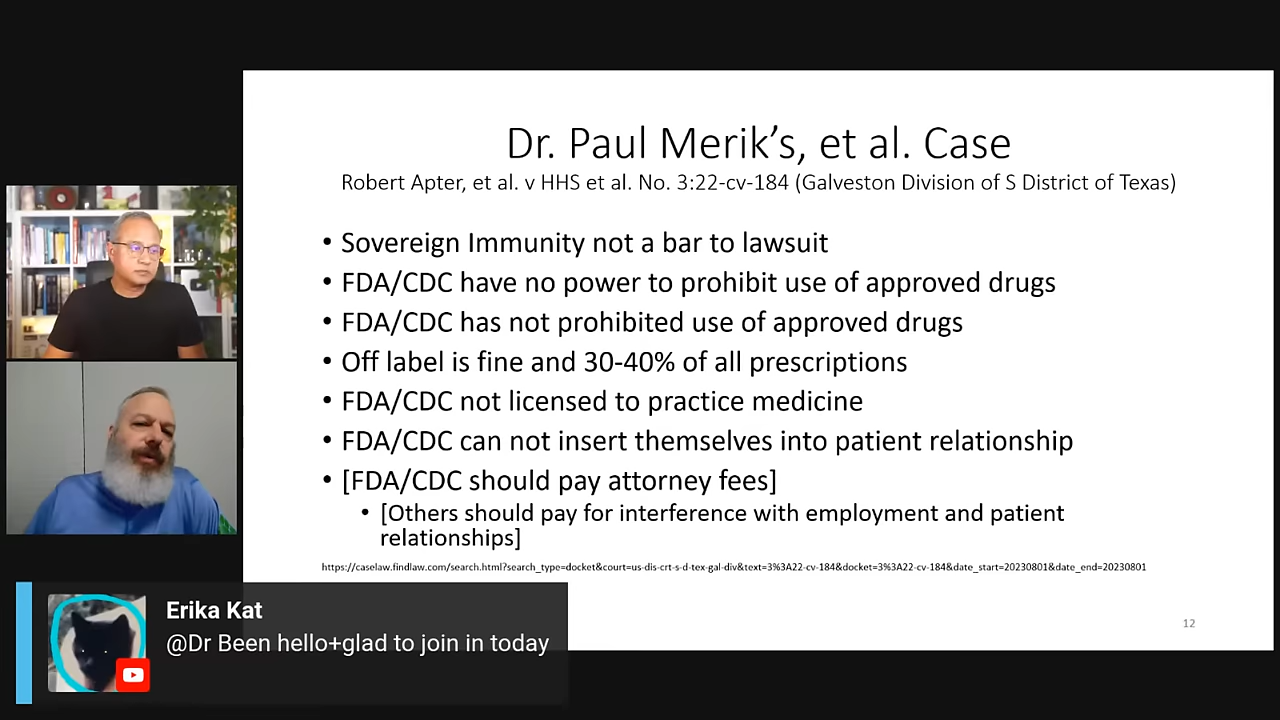 Dr. Paul Merik’s, et al. Case
Robert Apter, et al. v HHS et al. No. 3:22-cv-184 (Galveston Division of S District of Texas)
• Sovereign Immunity not a bar to lawsuit
• FDA/CDC have no power to prohibit use of approved drugs
• FDA/CDC has not prohibited use of approved drugs
• Off label is fine and 30-40% of all prescriptions
• FDA/CDC not licensed to practice medicine
• FDA/CDC can not insert themselves into patient relationship
• [FDA/CDC should pay attorney fees]
• [Others should pay for interference with employment and patient
relationships]
https://caselaw.findlaw.com/search.html?search_type=docket&court=us-dis-crt-s-d-tex-gal-div&text=3%3A22-cv-184&docket=3%3A22-cv-184&date_start=20230801&date_end=20230801
12
Erika Kat
@Dr Been hello+glad to join in today